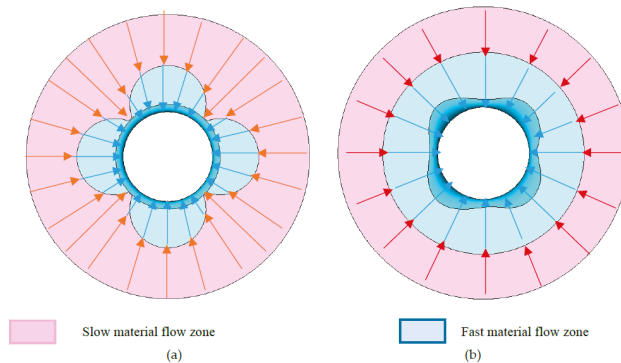 Slow material flow zone
Fast material flow zone
(a)
(b)